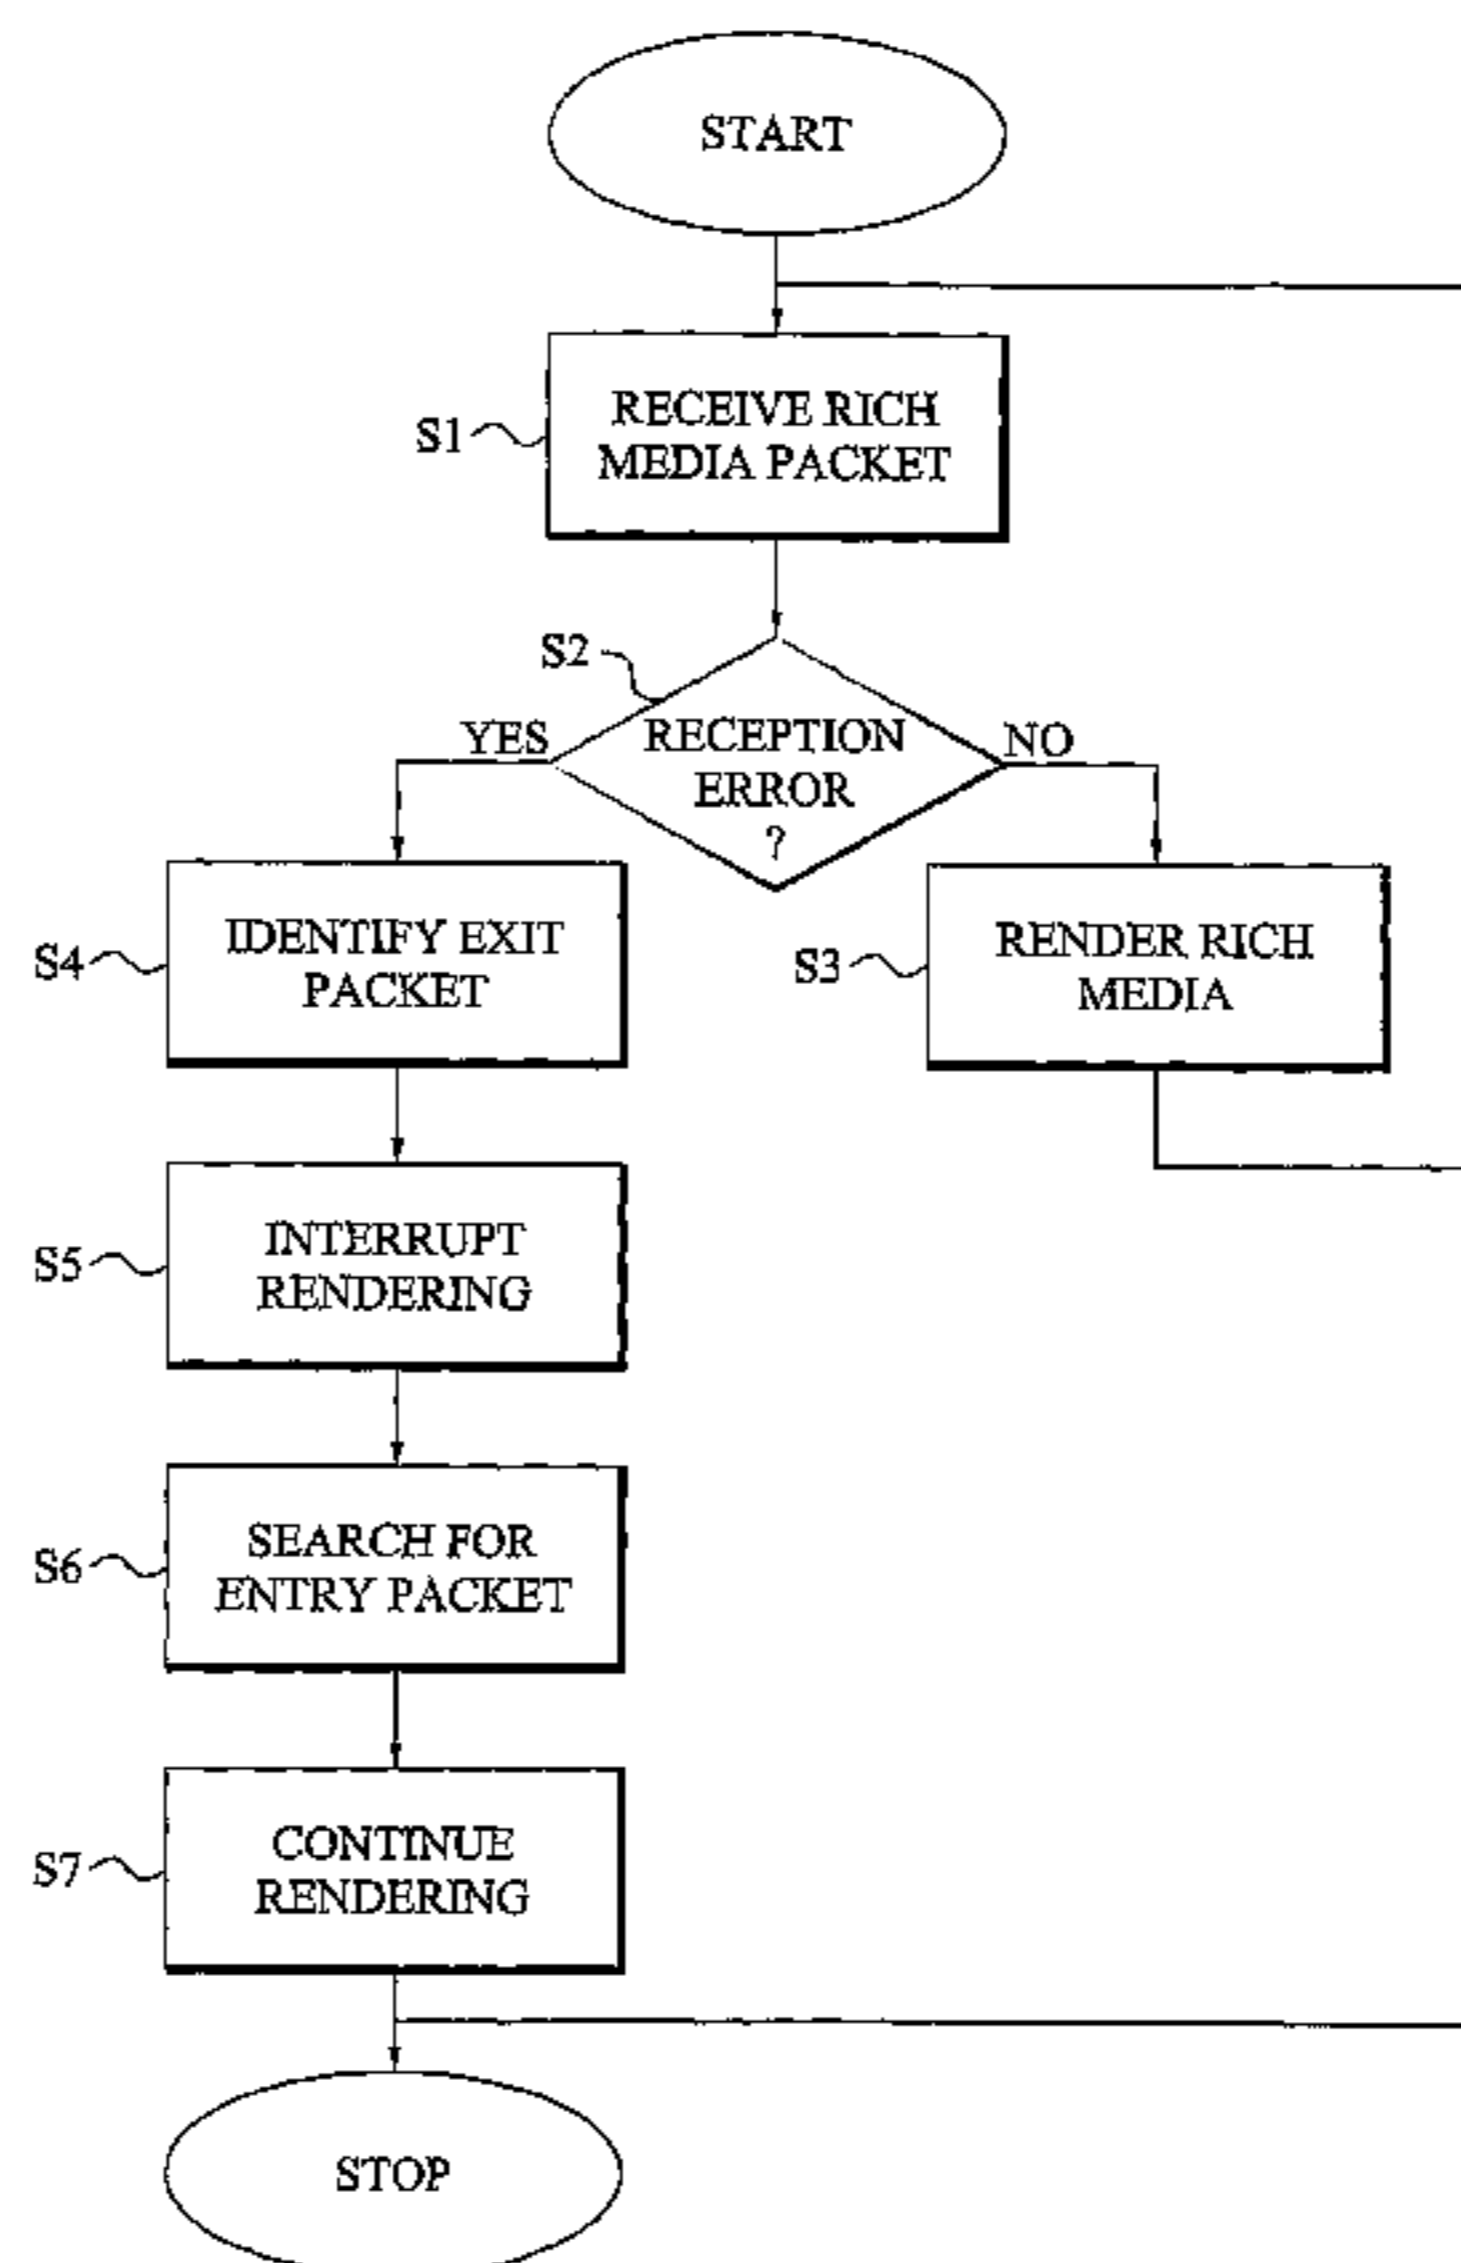 START
S1
RECEIVE RICH
MEDIA PACKET
S2
YES
RECEPTION
ERROR
?
NO
S4
IDENTIFY EXIT
PACKET
S3
RENDER RICH
MEDIA
S5
INTERRUPT
RENDERING
S6
SEARCH FOR
ENTRY PACKET
S7
CONTINUE
RENDERING
STOP